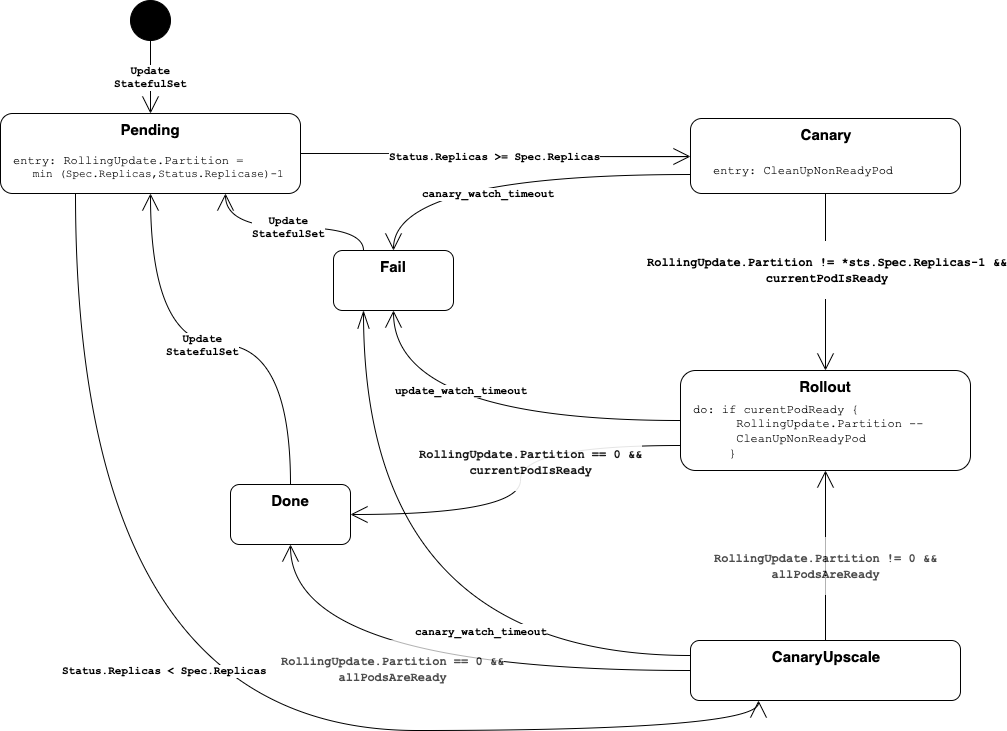 Update
StatefulSet
Pending
entry: RollingUpdate.Partition =
min (Spec.Replicas,Status.Replicase)-1
Status.Replicas >= Spec.Replicas
Canary
entry: CleanUpNonReadyPod
canary_watch_timeout
Update
StatefulSet
Fail
RollingUpdate.Partition != *sts.Spec.Replicas-1 &&
currentPodIsReady
Update
StatefulSet
update_watch_timeout
Rollout
do: if curentPodReady {
RollingUpdate.Partition --
CleanUpNonReadyPod
}
RollingUpdate.Partition == 0 &&
currentPodIsReady
Done
RollingUpdate.Partition != 0 &&
allPodsAreReady
canary_watch_timeout
Status.Replicas < Spec.Replicas
RollingUpdate.Partition == 0 &&
allPodsAreReady
CanaryUpscale